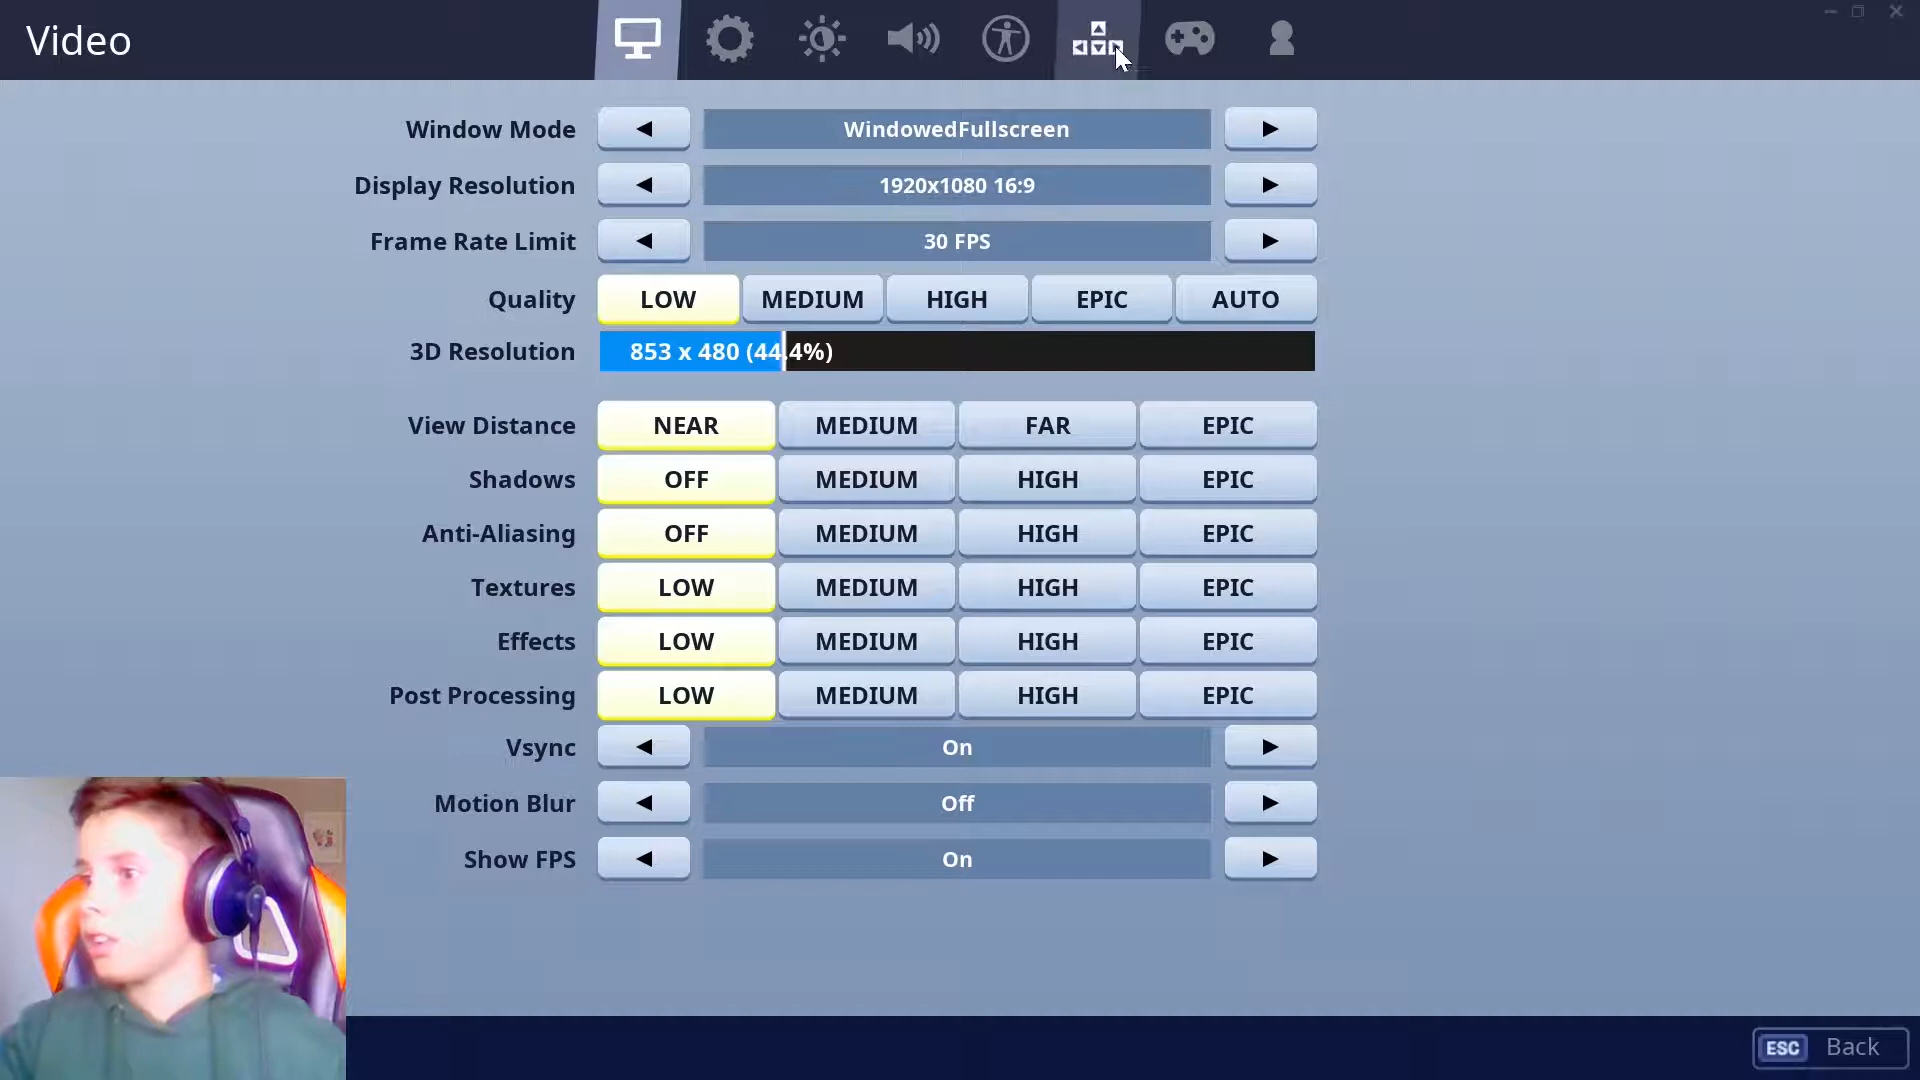 Video
Window Mode WindowedFullscreen
Display Resolution 1920x1080 16:9
Frame Rate Limit 30 FPS
Quality LOW MEDIUM HIGH EPIC AUTO
3D Resolution 853 x 480 (44.4%)
View Distance NEAR MEDIUM FAR EPIC
Shadows OFF MEDIUM HIGH EPIC
Anti-Aliasing OFF MEDIUM HIGH EPIC
Textures LOW MEDIUM HIGH EPIC
Effects LOW MEDIUM HIGH EPIC
Post Processing LOW MEDIUM HIGH EPIC
Vsync On
Motion Blur Off
Show FPS On
ESC Back